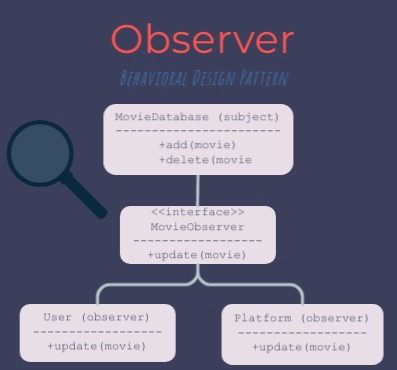 Observer
Behavioral Design Pattern
MovieDatabase (subject)
-----------------------
+add(movie)
+delete(movie
<<interface>>
MovieObserver
------------------
+update(movie)
User (observer)
------------------
+update(movie)
Platform (observer)
------------------
+update(movie)